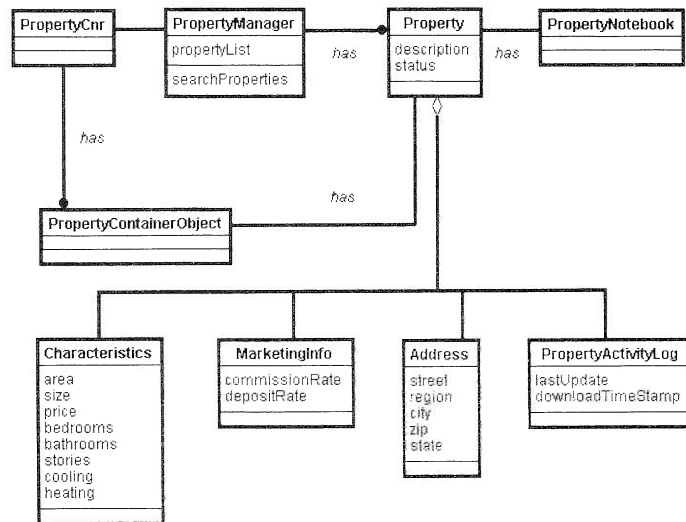 PropertyCnr
PropertyManager
propertyList
searchProperties
has
Property
description
status
has
PropertyNotebook
has
PropertyContainerObject
has
Characteristics
area
size
price
bedrooms
bathrooms
stories
cooling
heating
MarketingInfo
commissionRate
depositRate
Address
street
region
city
zip
state
PropertyActivityLog
lastUpdate
downloadTimeStamp